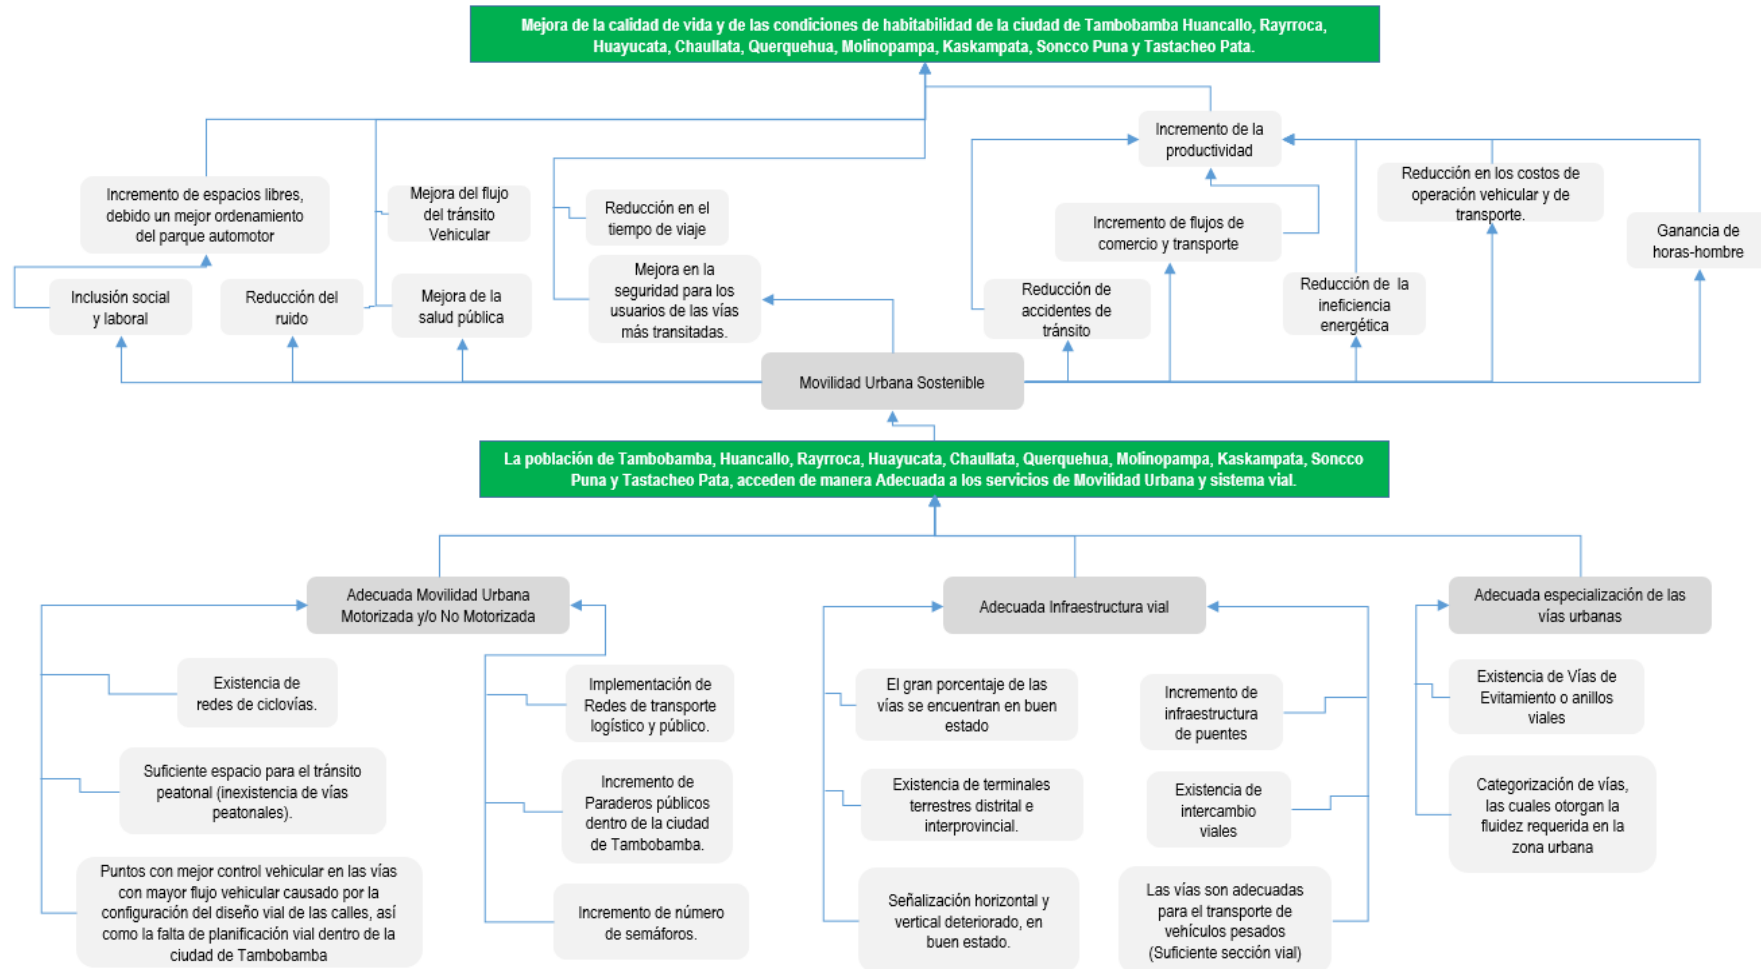 Mejora de la calidad de vida y de las condiciones de habitabilidad de la ciudad de Tambobamba Huancallo, Rayrroca,
Huayucata, Chaullata, Querquehua, Molinopampa, Kaskampata, Soncco Puna y Tastacheo Pata.
Incremento de la
productividad
Incremento de espacios libres,
debido un mejor ordenamiento
del parque automotor
Mejora del flujo
del tránsito
Vehicular
Reducción en el
tiempo de viaje
Incremento de flujos de
comercio y transporte
Reducción en los costos de
operación vehicular y de
transporte.
Ganancia de
horas-hombre
Inclusión social
y laboral
Reducción del
ruido
Mejora de la
salud pública
Mejora en la
seguridad para los
usuarios de las vías
más transitadas.
Reducción de
accidentes de
tránsito
Reducción de la
ineficiencia
energética
Movilidad Urbana Sostenible
La población de Tambobamba, Huancallo, Rayrroca, Huayucata, Chaullata, Querquehua, Molinopampa, Kaskampata, Soncco
Puna y Tastacheo Pata, acceden de manera Adecuada a los servicios de Movilidad Urbana y sistema vial.
Adecuada Movilidad Urbana
Motorizada y/o No Motorizada
Adecuada Infraestructura vial
Adecuada especialización de las
vías urbanas
Existencia de
redes de ciclovías.
Implementación de
Redes de transporte
logístico y público.
El gran porcentaje de las
vías se encuentran en buen
estado
Incremento de
infraestructura
de puentes
Existencia de Vías de
Evitamiento o anillos
viales
Suficiente espacio para el tránsito
peatonal (inexistencia de vías
peatonales).
Incremento de
Paraderos públicos
dentro de la ciudad
de Tambobamba.
Existencia de terminales
terrestres distrital e
interprovincial.
Existencia de
intercambio
viales
Categorización de vías,
las cuales otorgan la
fluidez requerida en la
zona urbana
Puntos con mejor control vehicular en las vías
con mayor flujo vehicular causado por la
configuración del diseño vial de las calles, así
como la falta de planificación vial dentro de la
ciudad de Tambobamba
Incremento de número
de semáforos.
Señalización horizontal y
vertical deteriorado, en
buen estado.
Las vías son adecuadas
para el transporte de
vehículos pesados
(Suficiente sección vial)